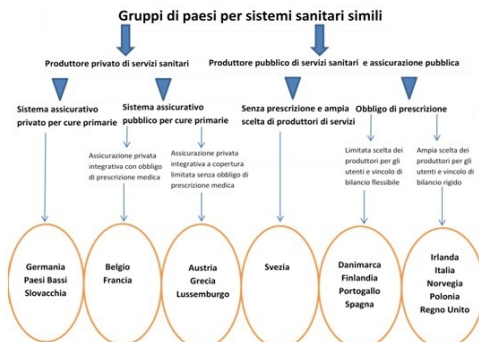 Gruppi di paesi per sistemi sanitari simili
Produttore privato di servizi sanitari
Produttore pubblico di servizi sanitari e assicurazione pubblica
Sistema assicurativo
privato per cure primarie
Sistema assicurativo
pubblico per cure primarie
Senza prescrizione e ampia
scelta di produttori di servizi
Obbligo di prescrizione
Assicurazione privata
integrativa con obbligo
di prescrizione medica
Assicurazione privata
integrativa a copertura
limitata senza obbligo di
prescrizione medica
Limitata scelta dei
produttori per gli
utenti e vincolo di
bilancio flessibile
Ampia scelta dei
produttori per gli
utenti e vincolo di
bilancio rigido
Germania
Paesi Bassi
Slovacchia
Belgio
Francia
Austria
Grecia
Lussemburgo
Svezia
Danimarca
Finlandia
Portogallo
Spagna
Irlanda
Italia
Norvegia
Polonia
Regno Unito